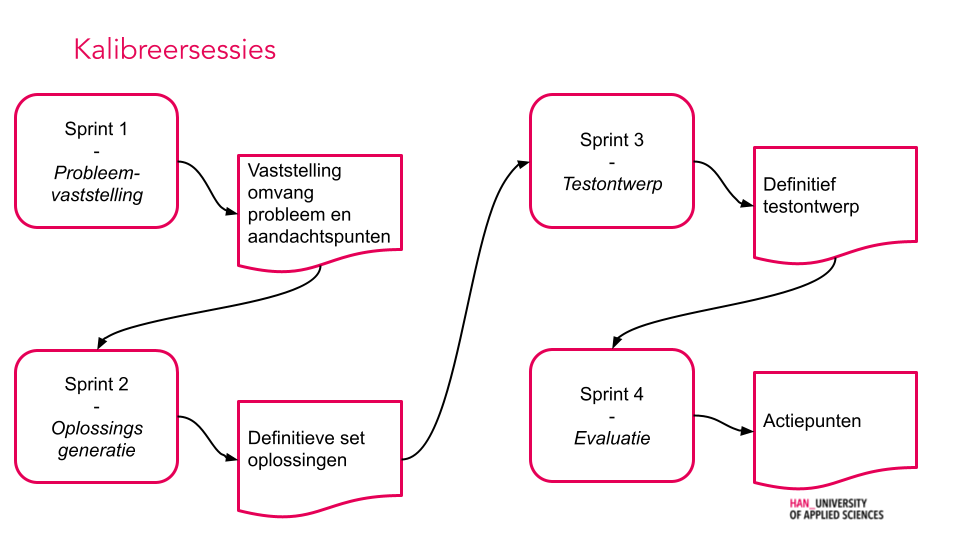 Kalibreersessies
Sprint 1
-
Probleem-
vaststelling
Vaststelling
omvang
probleem en
aandachtspunten
Sprint 2
-
Oplossings
generatie
Definitieve set
oplossingen
Sprint 3
-
Testontwerp
Definitief
testontwerp
Sprint 4
-
Evaluatie
Actiepunten
HAN_UNIVERSITY
OF APPLIED SCIENCES